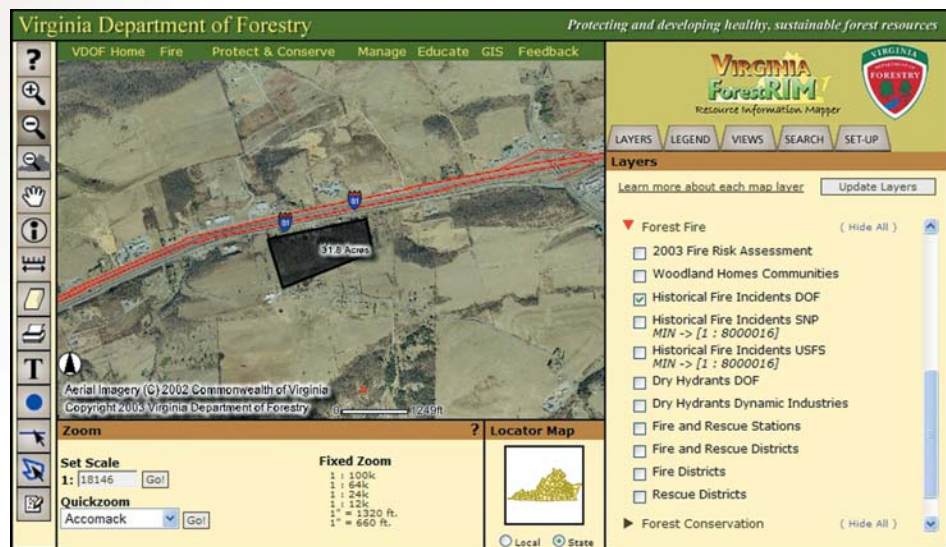 Virginia Department of Forestry
Protecting and developing healthy, sustainable forest resources
VDOF Home Fire Protect & Conserve Manage Educate GIS Feedback
?
T
81
81
31.8 Acres
Aerial Imagery (C) 2002 Commonwealth of Virginia
Copyright 2003 Virginia Department of Forestry
0 1249ft
VIRGINIA
ForestRIM
Resource Information Mapper
VIRGINIA
DEPARTMENT OF
FORESTRY
LAYERS LEGEND VIEWS SEARCH SET-UP
Layers
Learn more about each map layer Update Layers
Forest Fire ( Hide All )
2003 Fire Risk Assessment
Woodland Homes Communities
Historical Fire Incidents DOF
Historical Fire Incidents SNP
MIN -> [1 : 8000016]
Historical Fire Incidents USFS
MIN -> [1 : 8000016]
Dry Hydrants DOF
Dry Hydrants Dynamic Industries
Fire and Rescue Stations
Fire and Rescue Districts
Fire Districts
Rescue Districts
Forest Conservation ( Hide All )
Zoom ?
Set Scale
1: 18146 Go!
Quickzoom
Accomack Go!
Fixed Zoom
1 : 100k
1 : 64k
1 : 24k
1 : 12k
1" = 1320 ft.
1" = 660 ft.
Locator Map
Local State